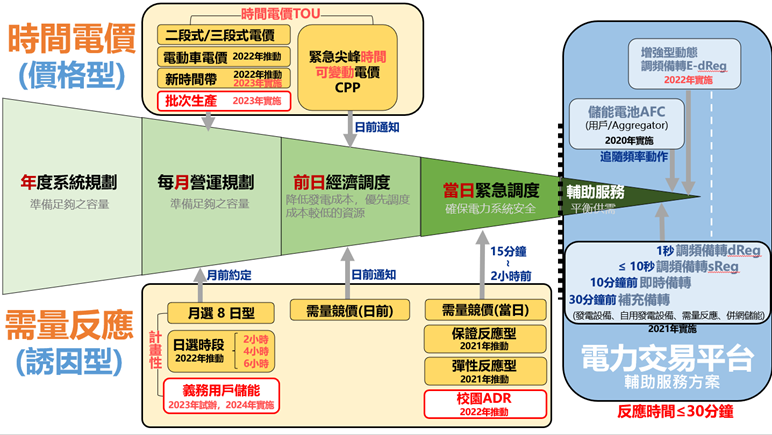 時間電價
(價格型)
時間電價TOU
二段式/三段式電價
電動車電價 2022年推動
新時間帶 2022年推動
2023年實施
批次生產 2023年實施
緊急尖峰時間
可變動電價
CPP
日前通知
增強型動態
調頻備轉E-dReg
2022年實施
儲能電池AFC
(用戶/Aggregator)
2020年實施
追隨頻率動作
年度系統規劃
準備足夠之容量
每月營運規劃
準備足夠之容量
前日經濟調度
降低發電成本，優先調度
成本較低的資源
當日緊急調度
確保電力系統安全
輔助服務
平衡供需
月前約定
日前通知
15分鐘
~
2小時前
1秒 調頻備轉dReg
≤ 10秒 調頻備轉sReg
10分鐘前 即時備轉
30分鐘前 補充備轉
(發電設備、自用發電設備、需量反應、併網儲能)
2021年實施
需量反應
(誘因型)
計畫性
月選 8 日型
日選時段
2022年推動
2小時
4小時
6小時
義務用戶儲能
2023年試辦，2024年實施
需量競價(日前)
需量競價(當日)
保證反應型
2021年推動
彈性反應型
2021年推動
校園ADR
2022年推動
電力交易平台
輔助服務方案
反應時間≤30分鐘